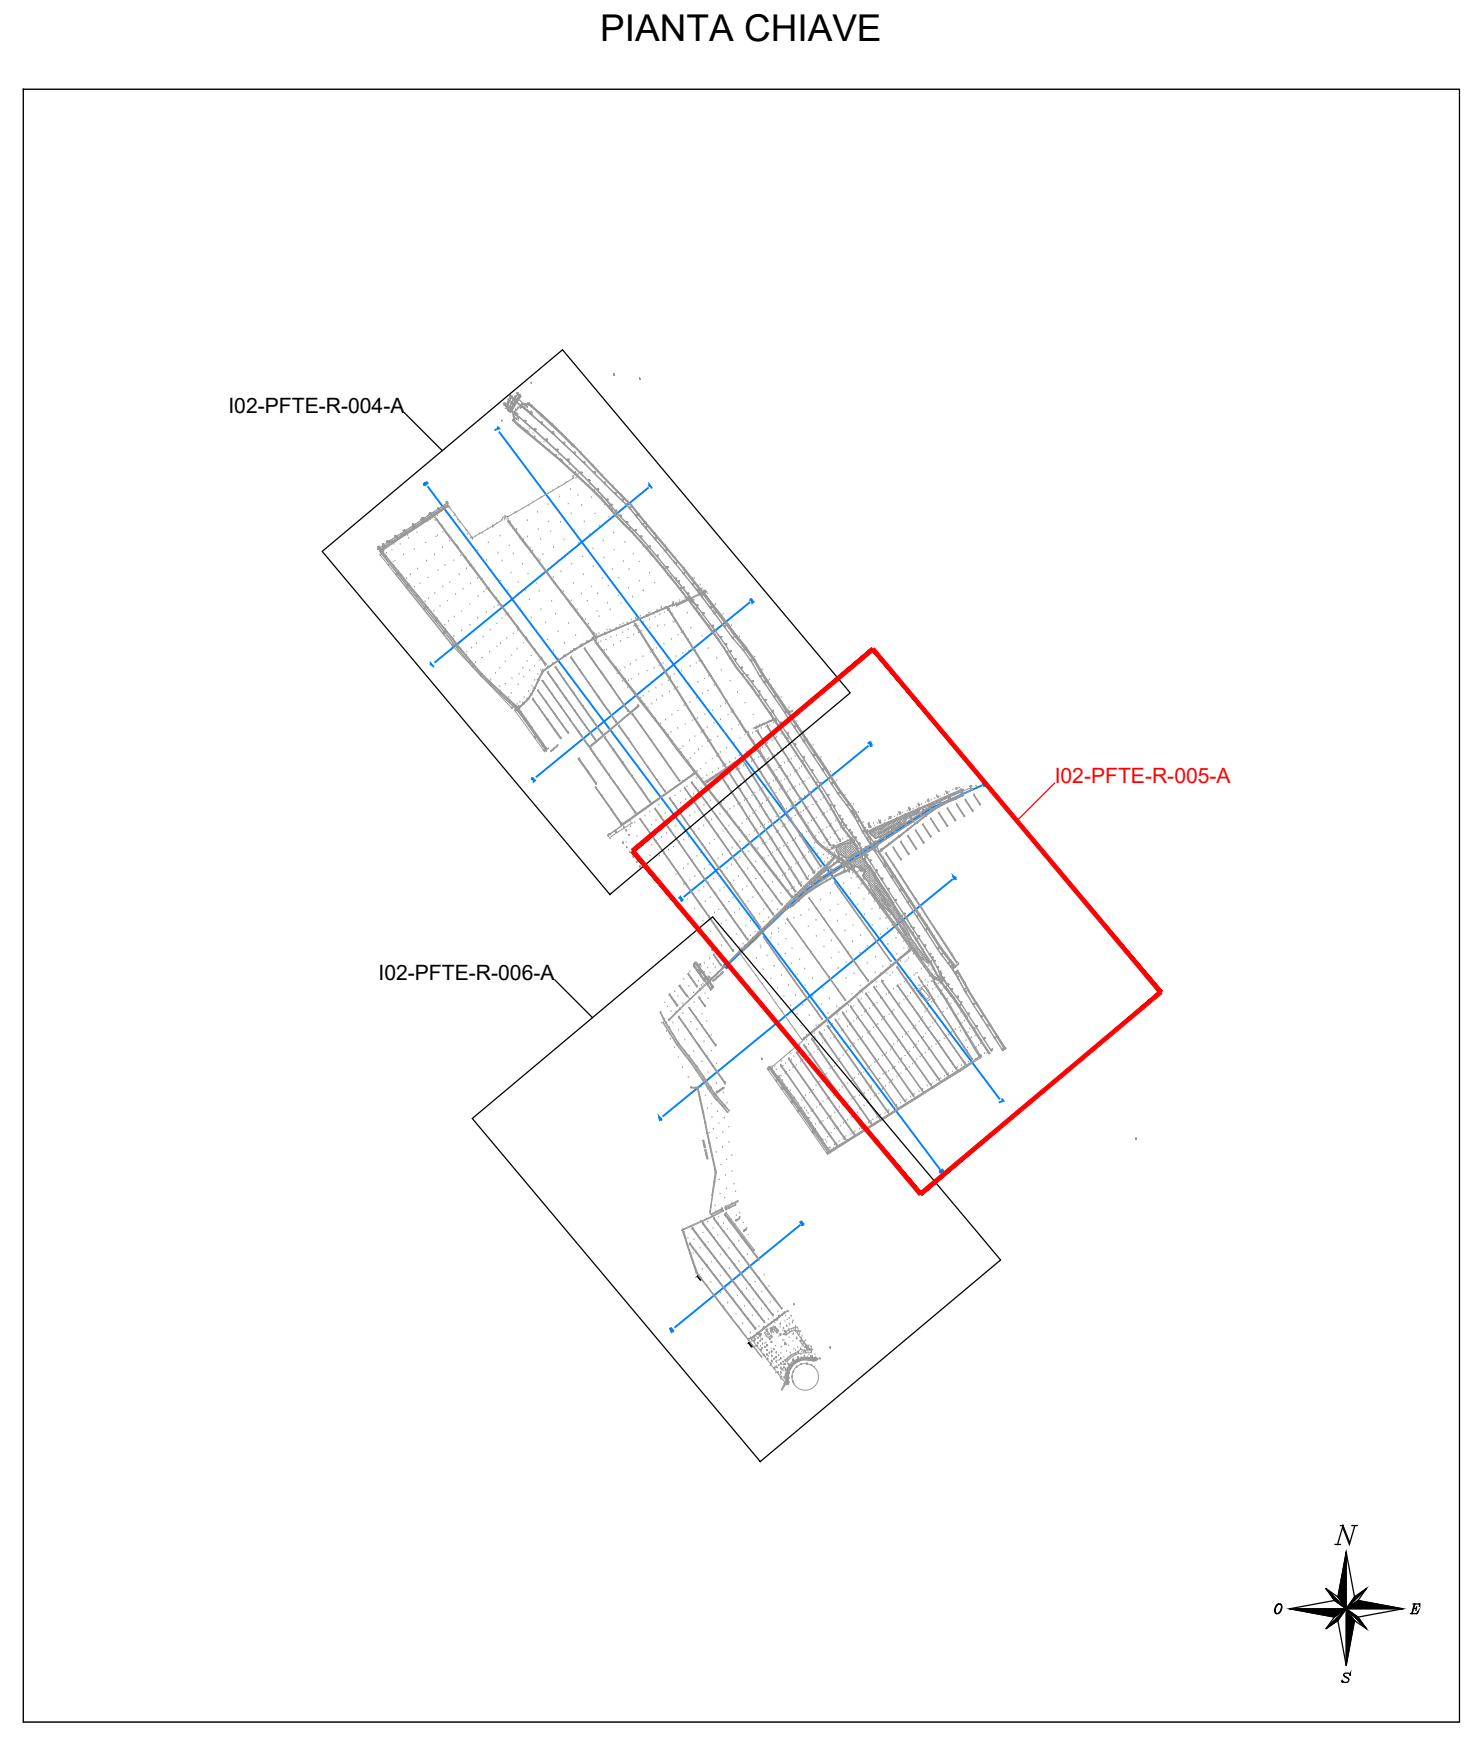 PIANTA CHIAVE
I02-PFTE-R-004-A
I02-PFTE-R-005-A
I02-PFTE-R-006-A
N
O
E
S